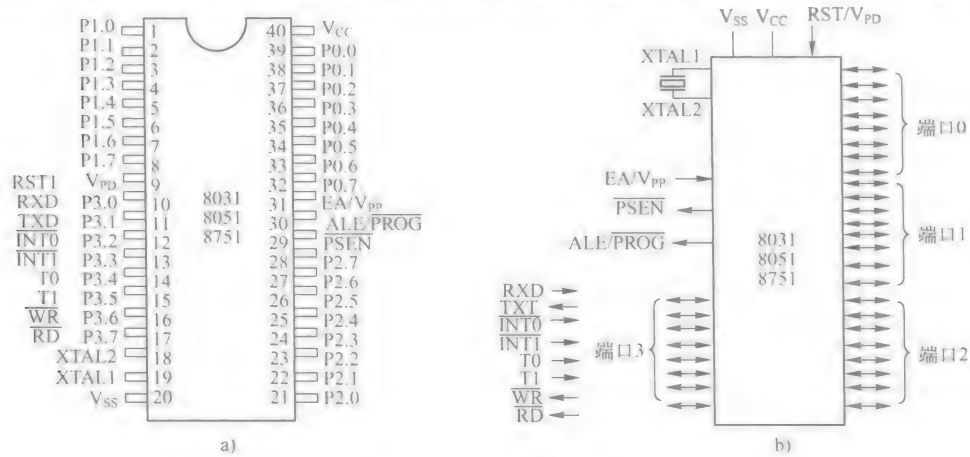 P1.0 1 40 VCC
P1.1 2 39 P0.0
P1.2 3 38 P0.1
P1.3 4 37 P0.2
P1.4 5 36 P0.3
P1.5 6 35 P0.4
P1.6 7 34 P0.5
P1.7 8 33 P0.6
RST1 VPD 9 32 P0.7
RXD P3.0 10 8031 31 EA/VPP
TXD P3.1 11 8051 30 ALE/PROG
INT0 P3.2 12 8751 29 PSEN
INT1 P3.3 13 28 P2.7
T0 P3.4 14 27 P2.6
T1 P3.5 15 26 P2.5
WR P3.6 16 25 P2.4
RD P3.7 17 24 P2.3
XTAL2 18 23 P2.2
XTAL1 19 22 P2.1
VSS 20 21 P2.0
a)
VSS VCC RST/VPD
XTAL1
XTAL2
端口0
EA/VPP
PSEN
ALE/PROG
8031
8051
8751
端口1
RXD
TXT
INT0
INT1
T0
T1
WR
RD
端口3
端口2
b)